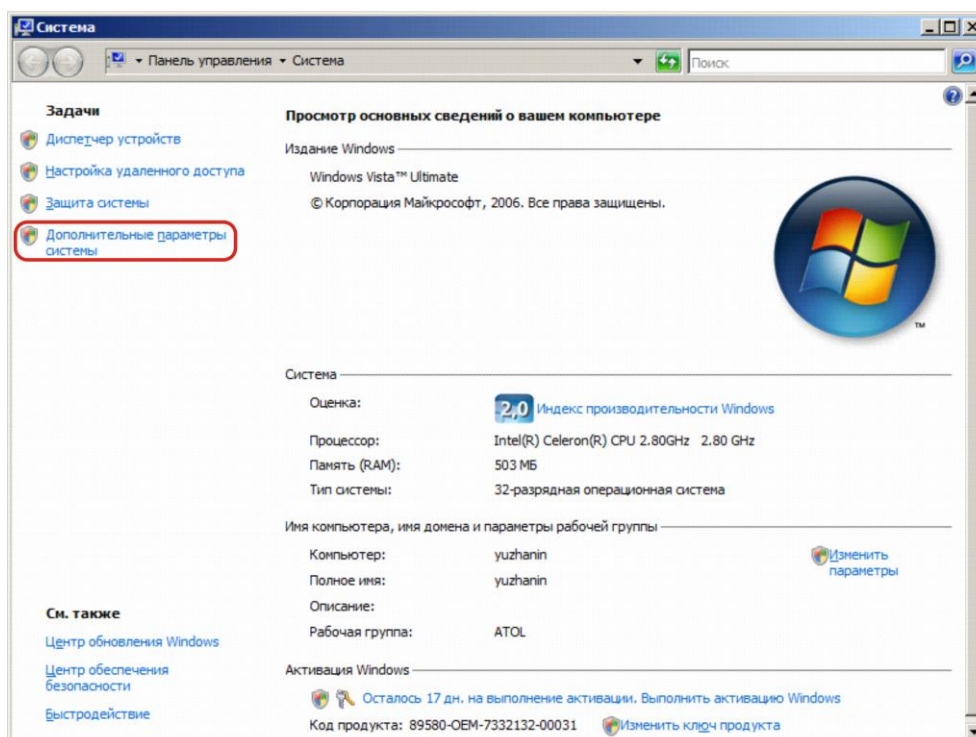 Система
Панель управления Система
Поиск
Задачи
Диспетчер устройств
Настройка удаленного доступа
Защита системы
Дополнительные параметры
системы
Просмотр основных сведений о вашем компьютере
Издание Windows
Windows Vista™ Ultimate
© Корпорация Майкрософт, 2006. Все права защищены.
TM
Система
Оценка: 2,0 Индекс производительности Windows
Процессор: Intel(R) Celeron(R) CPU 2.80GHz 2.80 GHz
Память (RAM): 503 МБ
Тип системы: 32-разрядная операционная система
Имя компьютера, имя домена и параметры рабочей группы
Компьютер: yuzhanin
Изменить
параметры
Полное имя: yuzhanin
Описание:
Рабочая группа: ATOL
Активация Windows
Осталось 17 дн. на выполнение активации. Выполнить активацию Windows
Код продукта: 89580-OEM-7332132-00031 Изменить ключ продукта
См. также
Центр обновления Windows
Центр обеспечения
безопасности
Быстродействие